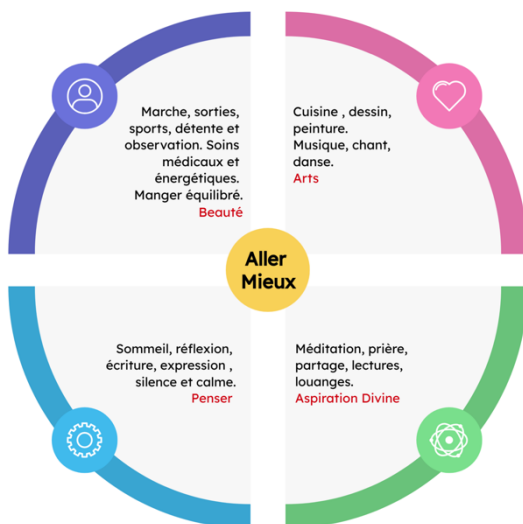 Marche, sorties,
sports, détente et
observation. Soins
médicaux et
énergétiques.
Manger équilibré.
Beauté
Cuisine , dessin,
peinture.
Musique, chant,
danse.
Arts
Aller
Mieux
Sommeil, réflexion,
écriture, expression ,
silence et calme.
Penser
Méditation, prière,
partage, lectures,
louanges.
Aspiration Divine